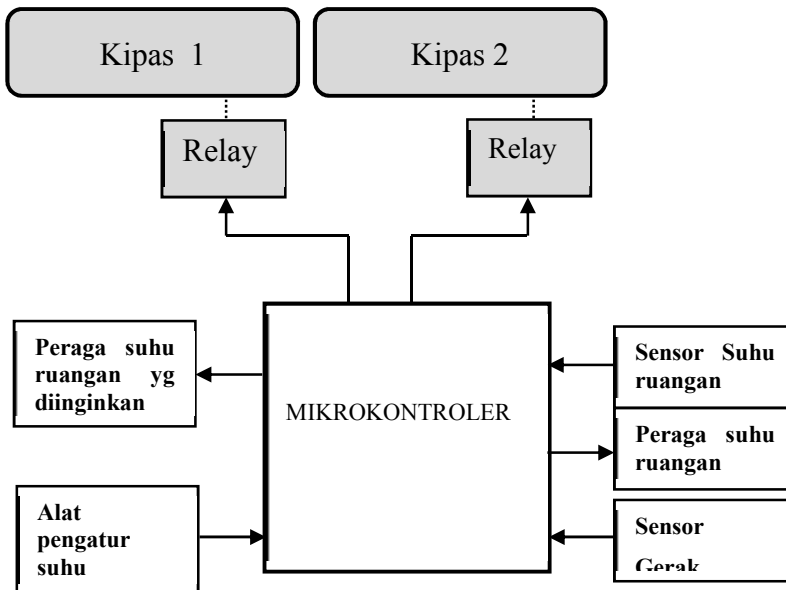 Kipas 1
Kipas 2
Relay
Relay
Peraga suhu
ruangan yg
diinginkan
MIKROKONTROLER
Sensor Suhu
ruangan
Peraga suhu
ruangan
Alat
pengatur
suhu
Sensor
Gerak